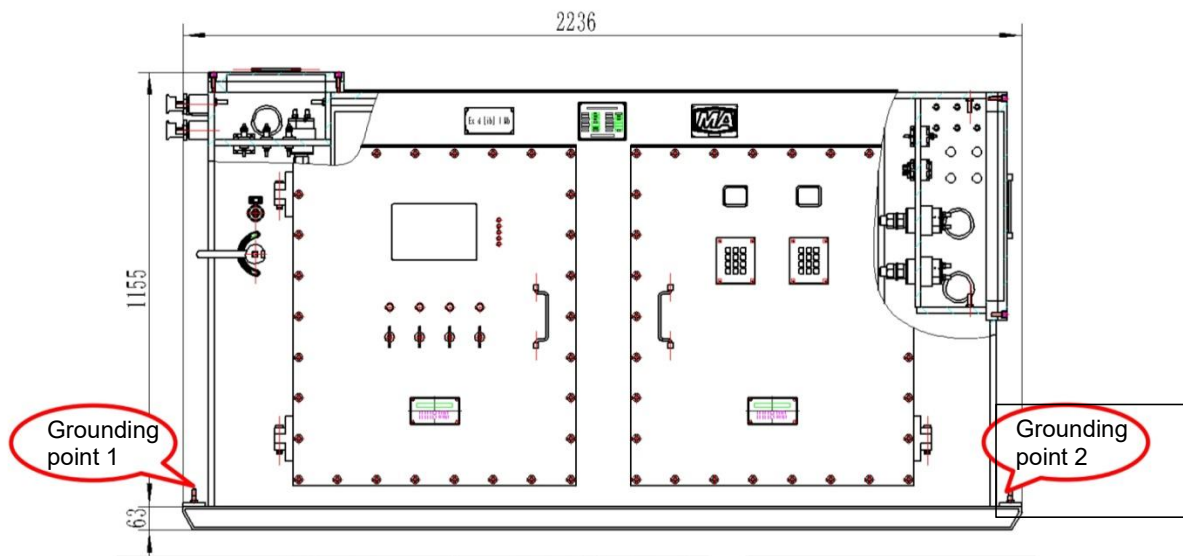 2236
Ex d [ib] I Mb
MA
1155
Grounding
point 1
Grounding
point 2
63